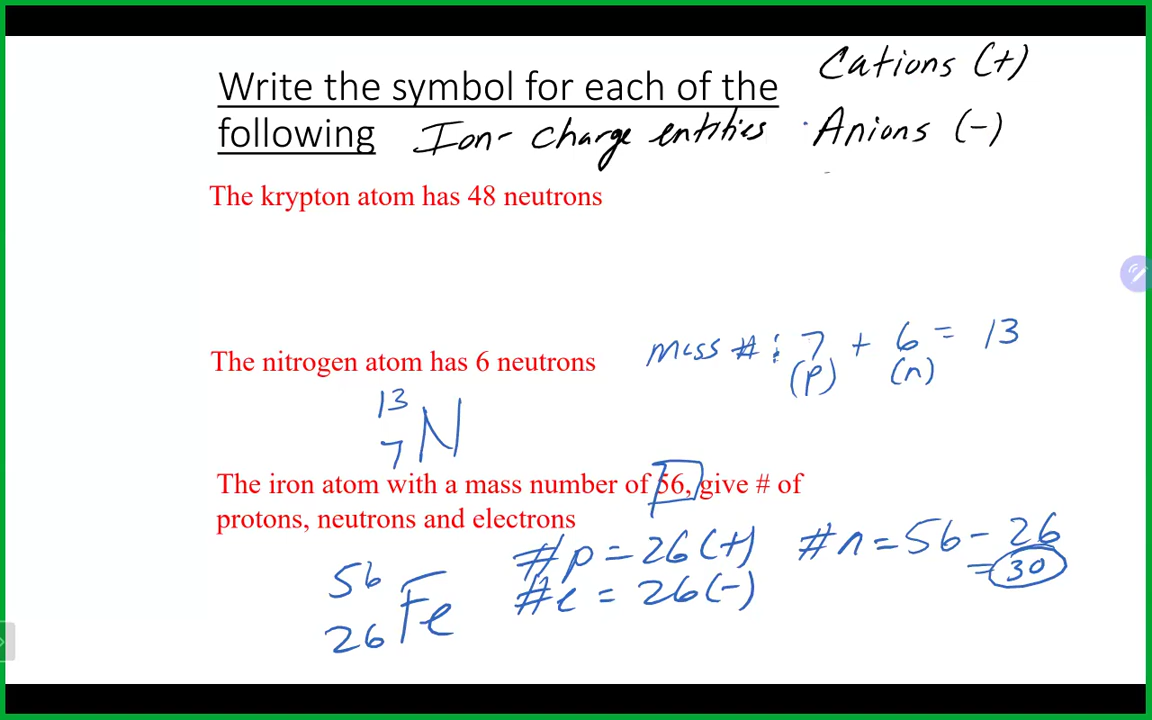 Write the symbol for each of the Cations (+)
following Ion- charge entities Anions (-)
The krypton atom has 48 neutrons
mass #: 7 + 6 = 13
(p) (n)
The nitrogen atom has 6 neutrons
13
7 N
The iron atom with a mass number of 56, give # of
protons, neutrons and electrons
#p = 26(+) #n = 56 - 26
= 30
#e = 26(-)
56
26 Fe